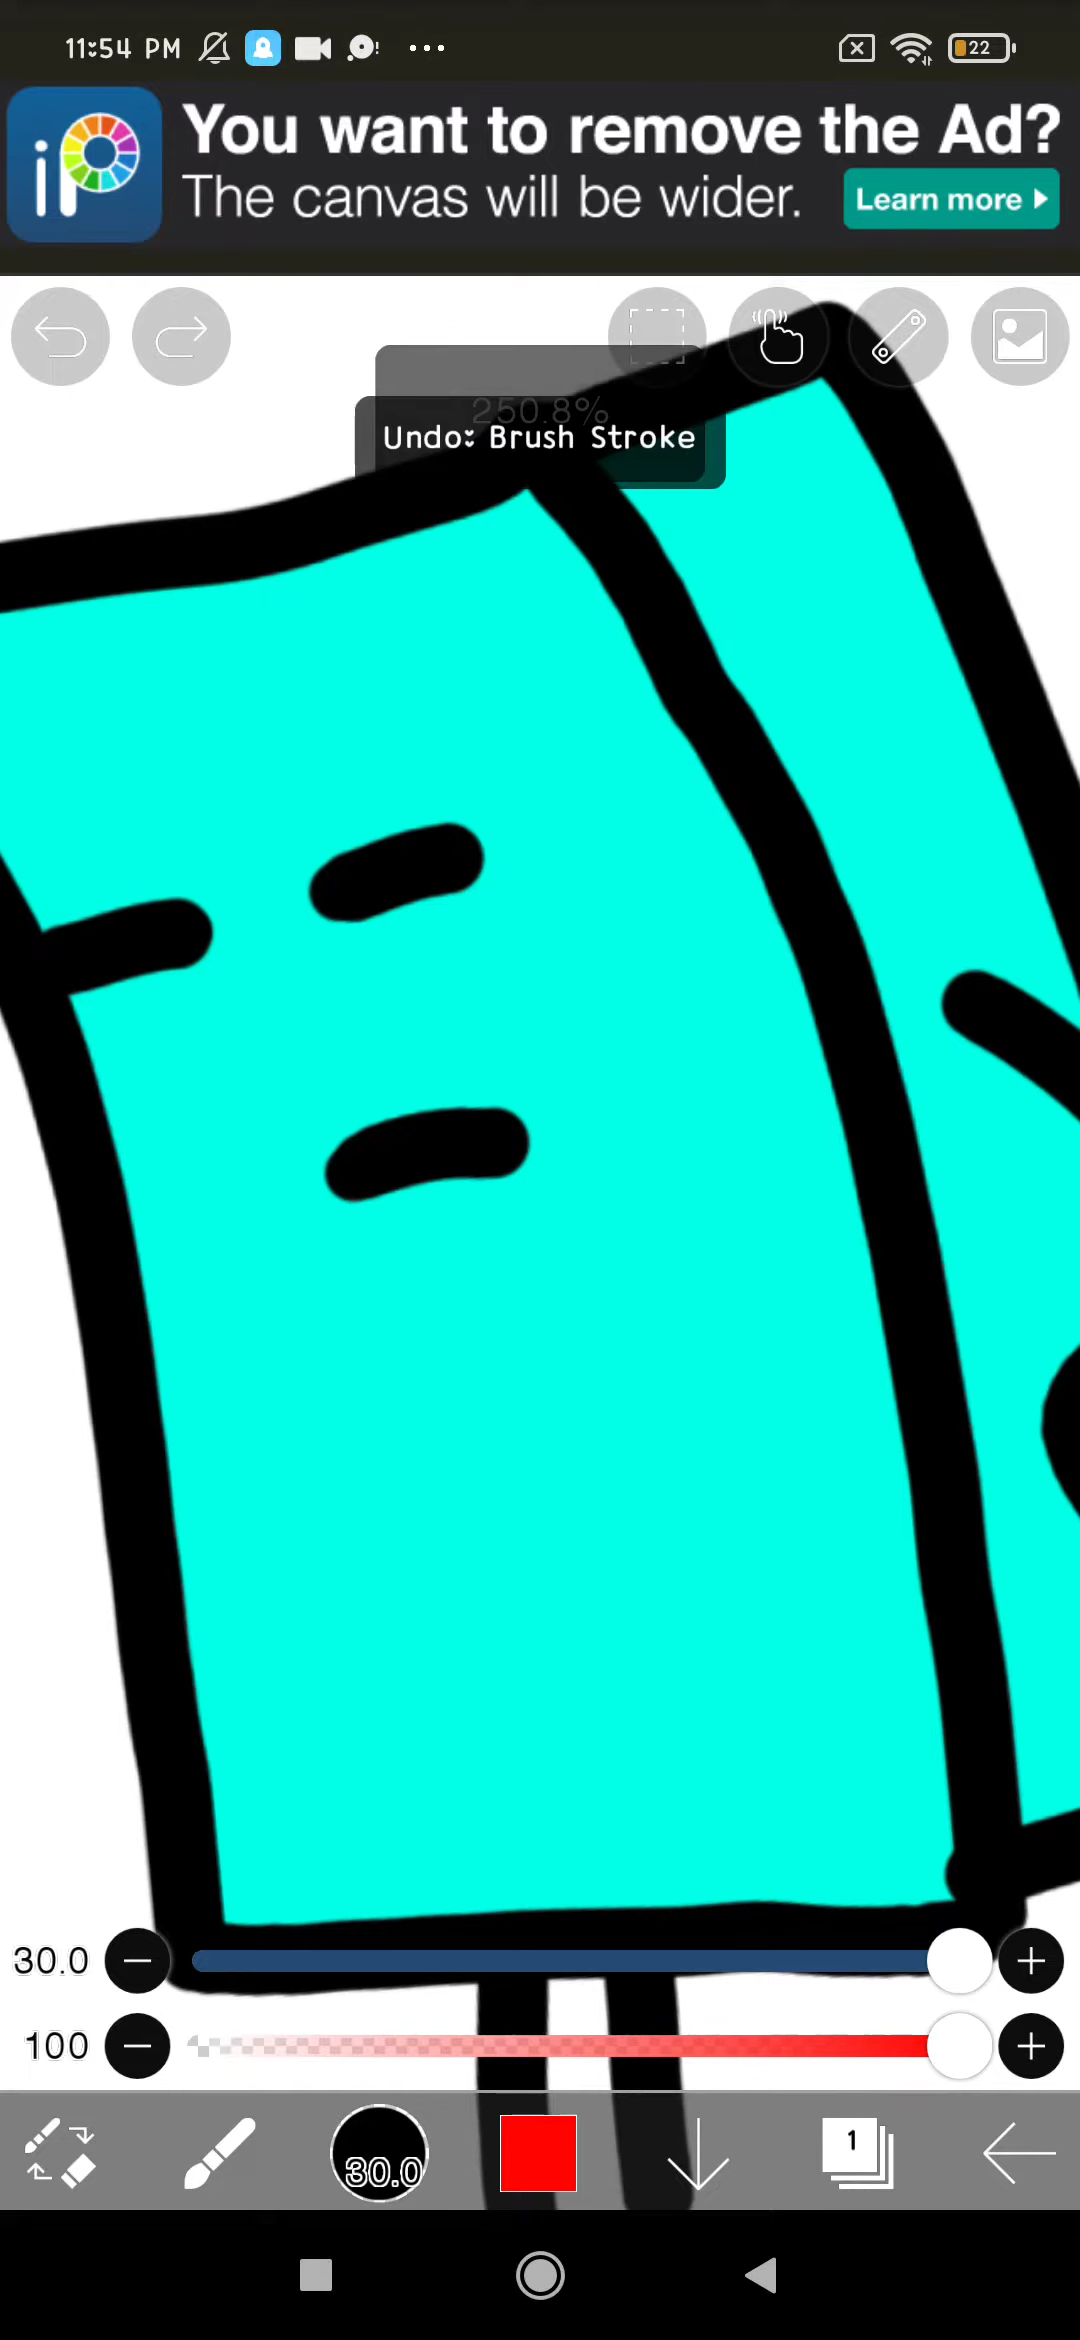 11:54 PM
22
iP
You want to remove the Ad?
The canvas will be wider.
Learn more
250.8%
Undo: Brush Stroke
30.0
100
30.0
1